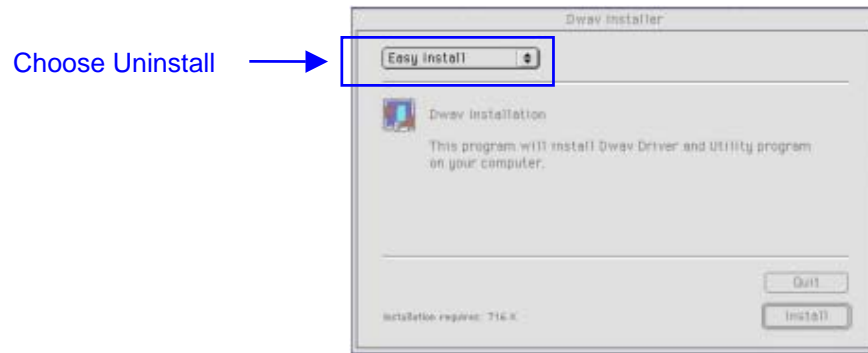 Dwav Installer
Choose Uninstall
Easy Install
Dwav Installation
This program will install Dwav Driver and Utility program
on your computer.
Quit
Installation requires: 716 K
Install